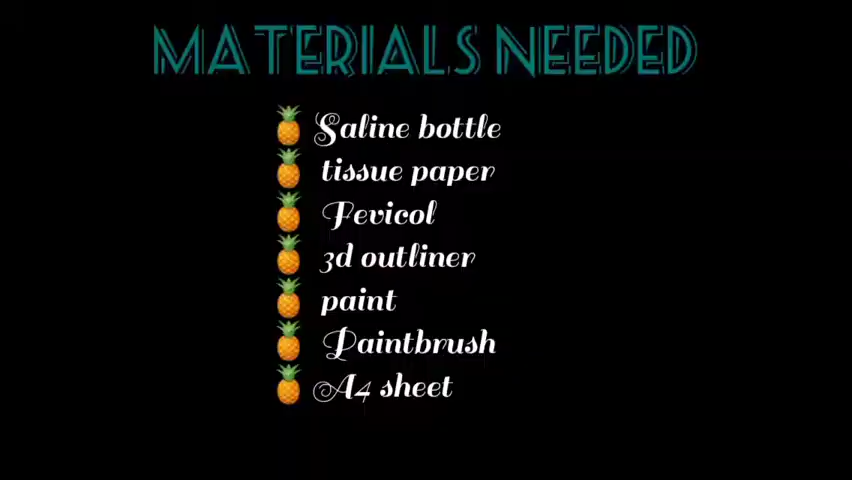 MATERIALS NEEDED
🍍 Saline bottle
🍍 tissue paper
🍍 Fevicol
🍍 3d outliner
🍍 paint
🍍 Paintbrush
🍍 A4 sheet